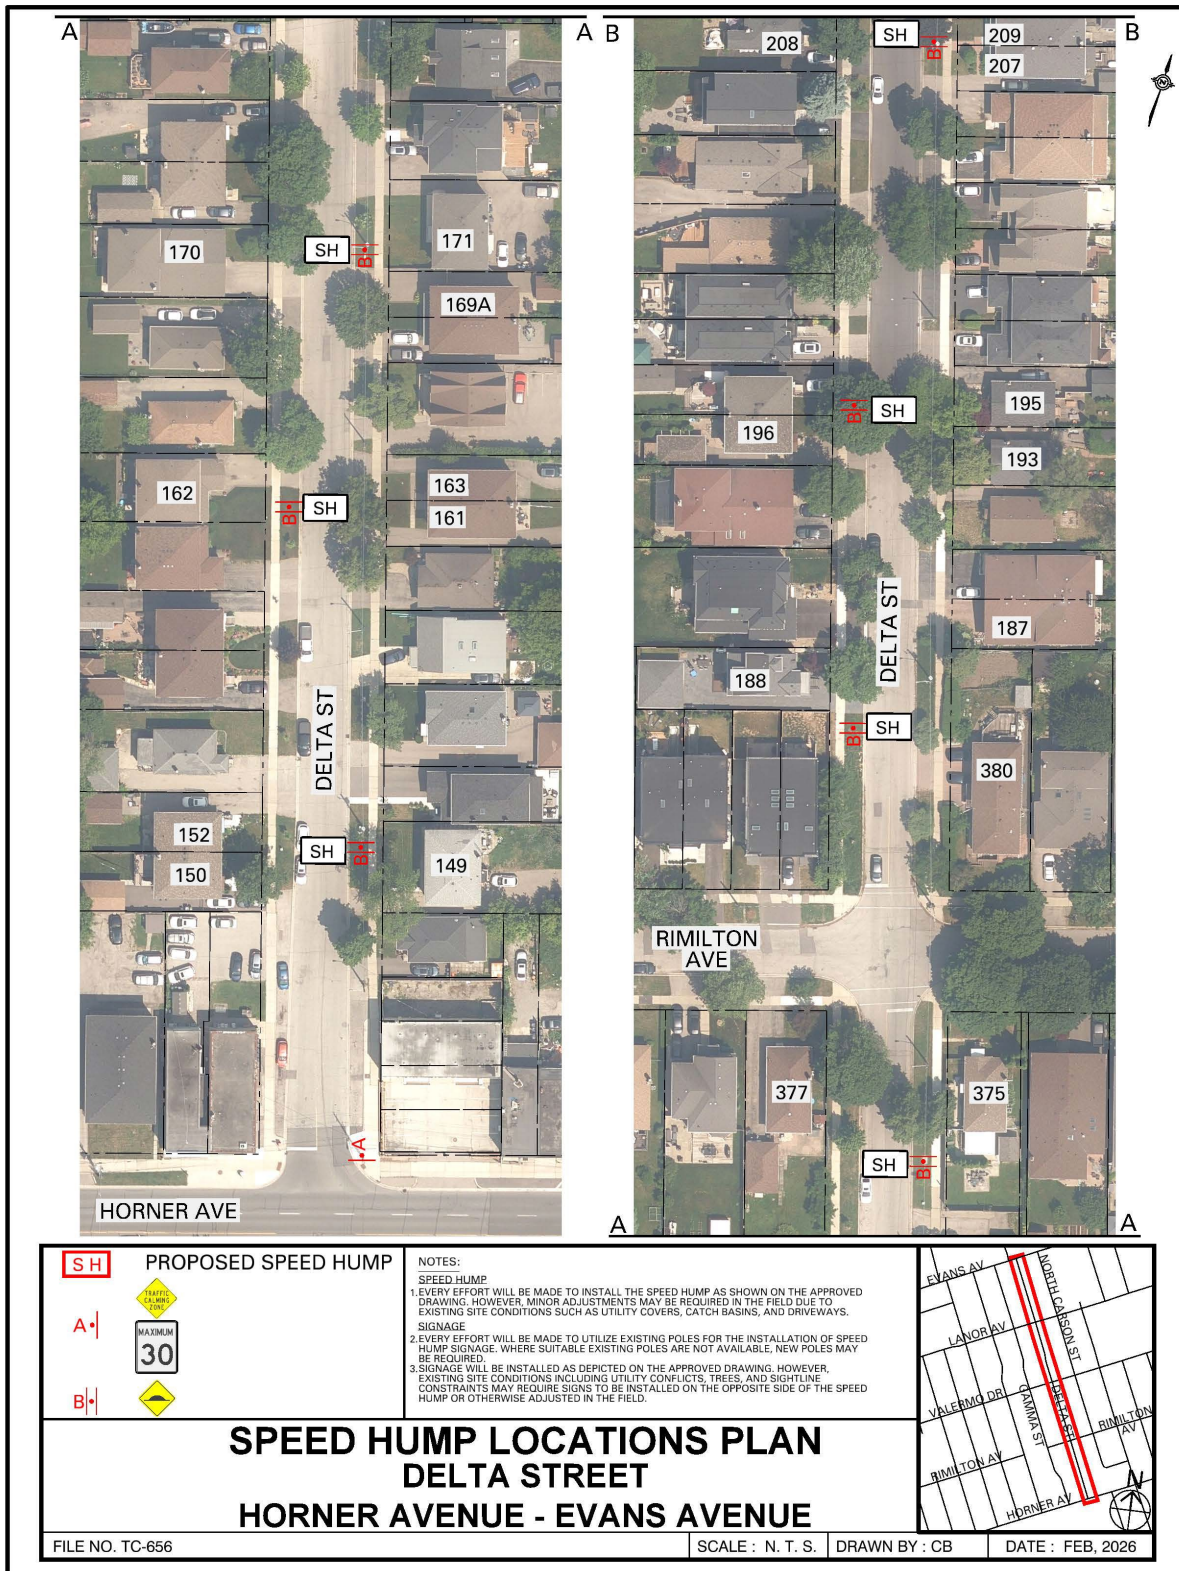 A
A
170
SH
B
171
169A
162
B
SH
163
161
DELTA ST
152
150
SH
B
149
A
HORNER AVE
B
B
208
SH
B
209
207
B
SH
195
196
193
DELTA ST
187
188
B
SH
380
RIMILTON
AVE
377
375
SH
B
A
A
N
SH PROPOSED SPEED HUMP
A
TRAFFIC
CALMING
ZONE
MAXIMUM
30
B
NOTES:
SPEED HUMP
1. EVERY EFFORT WILL BE MADE TO INSTALL THE SPEED HUMP AS SHOWN ON THE APPROVED
DRAWING. HOWEVER, MINOR ADJUSTMENTS MAY BE REQUIRED IN THE FIELD DUE TO
EXISTING SITE CONDITIONS SUCH AS UTILITY COVERS, CATCH BASINS, AND DRIVEWAYS.
SIGNAGE
2. EVERY EFFORT WILL BE MADE TO UTILIZE EXISTING POLES FOR THE INSTALLATION OF SPEED
HUMP SIGNAGE. WHERE SUITABLE EXISTING POLES ARE NOT AVAILABLE, NEW POLES MAY
BE REQUIRED.
3. SIGNAGE WILL BE INSTALLED AS DEPICTED ON THE APPROVED DRAWING. HOWEVER,
EXISTING SITE CONDITIONS INCLUDING UTILITY CONFLICTS, TREES, AND SIGHTLINE
CONSTRAINTS MAY REQUIRE SIGNS TO BE INSTALLED ON THE OPPOSITE SIDE OF THE SPEED
HUMP OR OTHERWISE ADJUSTED IN THE FIELD.
EVANS AV
NORTH CARSON ST
LANOR AV
VALERMO DR
GAMMA ST
DELTA ST
RIMILTON
AV
RIMILTON AV
HORNER AV
N
SPEED HUMP LOCATIONS PLAN
DELTA STREET
HORNER AVENUE - EVANS AVENUE
FILE NO. TC-656
SCALE : N. T. S.
DRAWN BY : CB
DATE : FEB, 2026